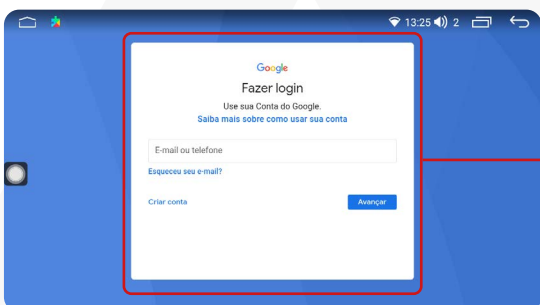 13:25 2
Google
Fazer login
Use sua Conta do Google.
Saiba mais sobre como usar sua conta
E-mail ou telefone
Esqueceu seu e-mail?
Criar conta Avançar